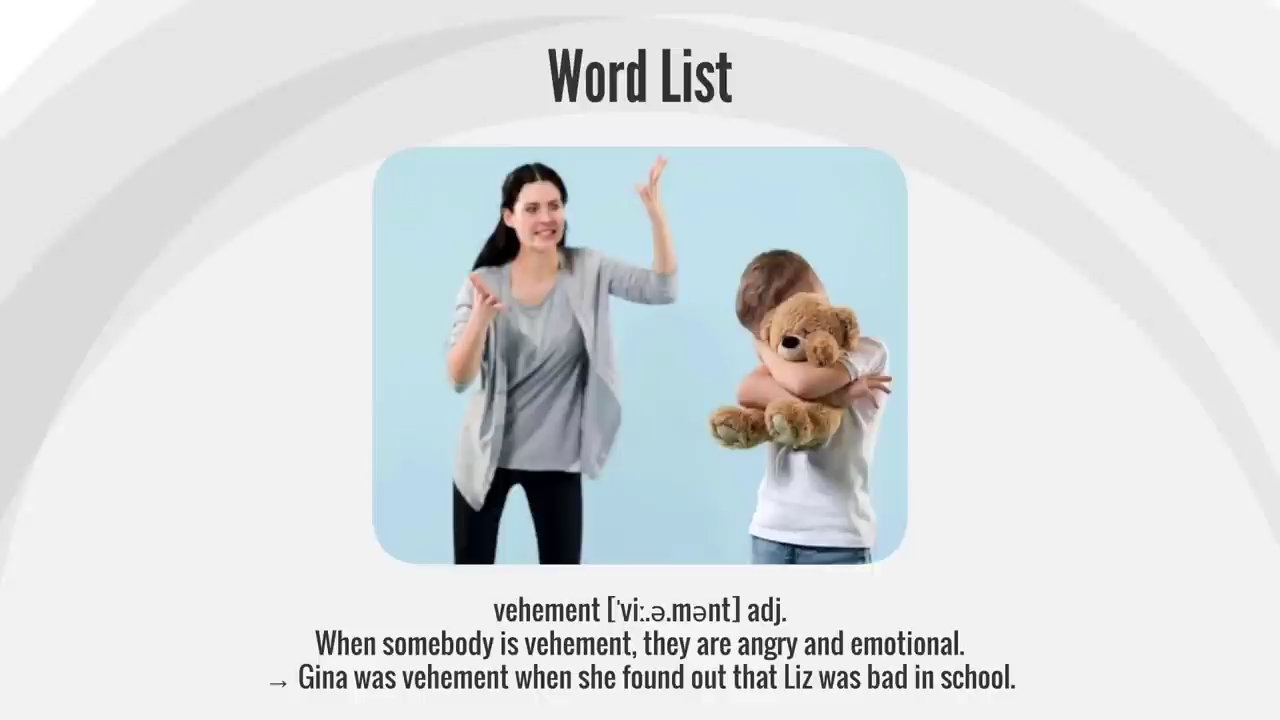 Word List
vehement [ˈviː.ə.mənt] adj.
When somebody is vehement, they are angry and emotional.
→ Gina was vehement when she found out that Liz was bad in school.